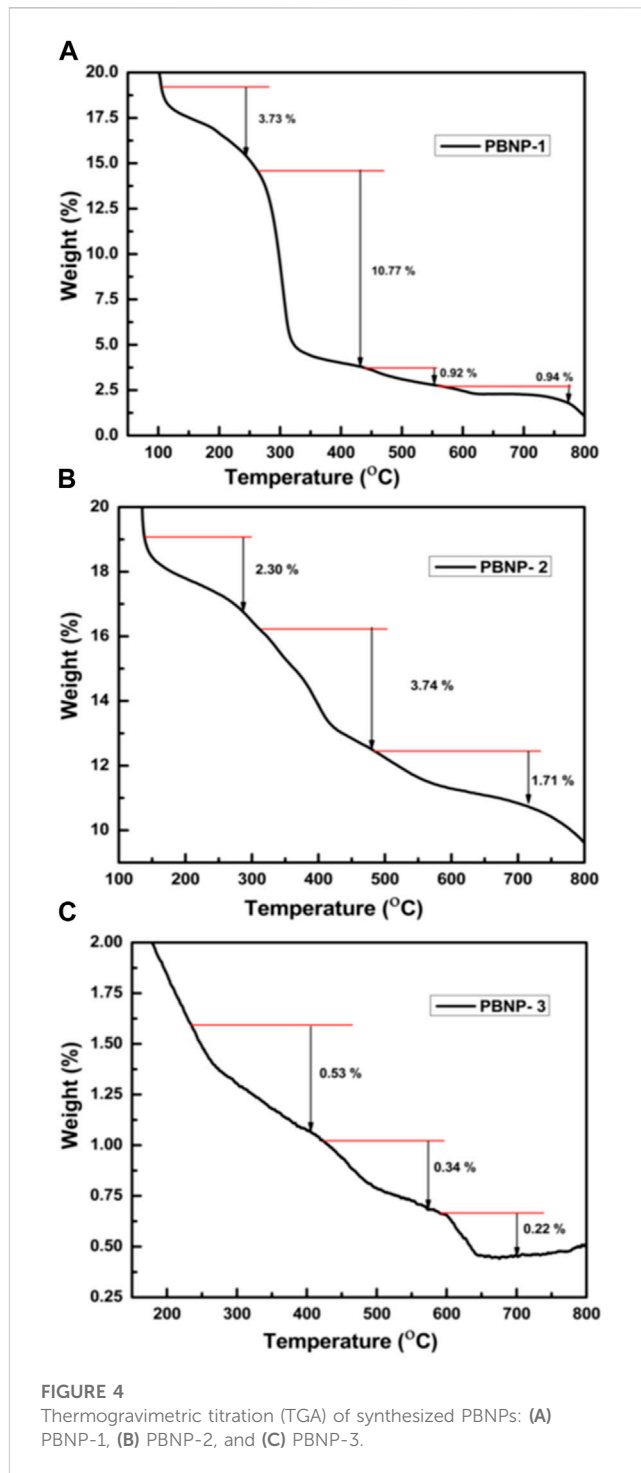 A
20.0
17.5
15.0
12.5
10.0
7.5
5.0
2.5
0.0
Weight (%)
3.73 %
PBNP-1
10.77 %
0.92 %
0.94 %
100 200 300 400 500 600 700 800
Temperature (OC)
B
20
18
16
14
12
10
Weight (%)
2.30 %
PBNP- 2
3.74 %
1.71 %
100 200 300 400 500 600 700 800
Temperature (OC)
C
2.00
1.75
1.50
1.25
1.00
0.75
0.50
0.25
Weight (%)
PBNP- 3
0.53 %
0.34 %
0.22 %
200 300 400 500 600 700 800
Temperature (OC)
FIGURE 4
Thermogravimetric titration (TGA) of synthesized PBNPs: (A)
PBNP-1, (B) PBNP-2, and (C) PBNP-3.